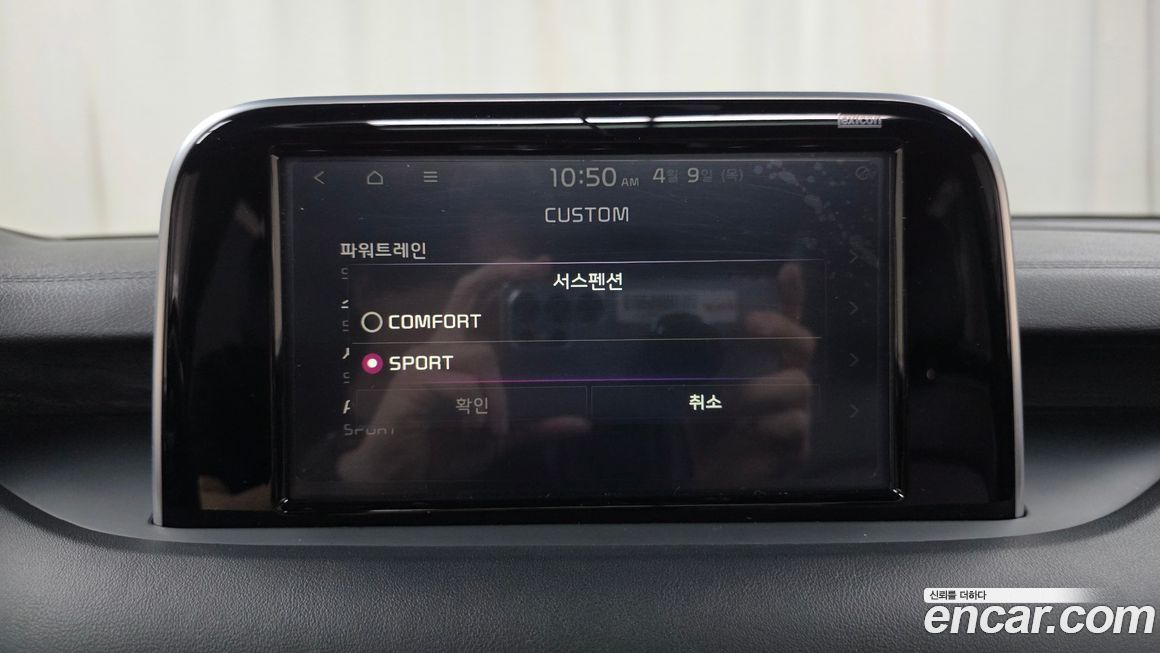 lexicon
10:50 AM 4월 9일 (목)
CUSTOM
파워트레인
서스펜션
COMFORT
SPORT
확인 취소
SPORT
신뢰를 더하다
encar.com